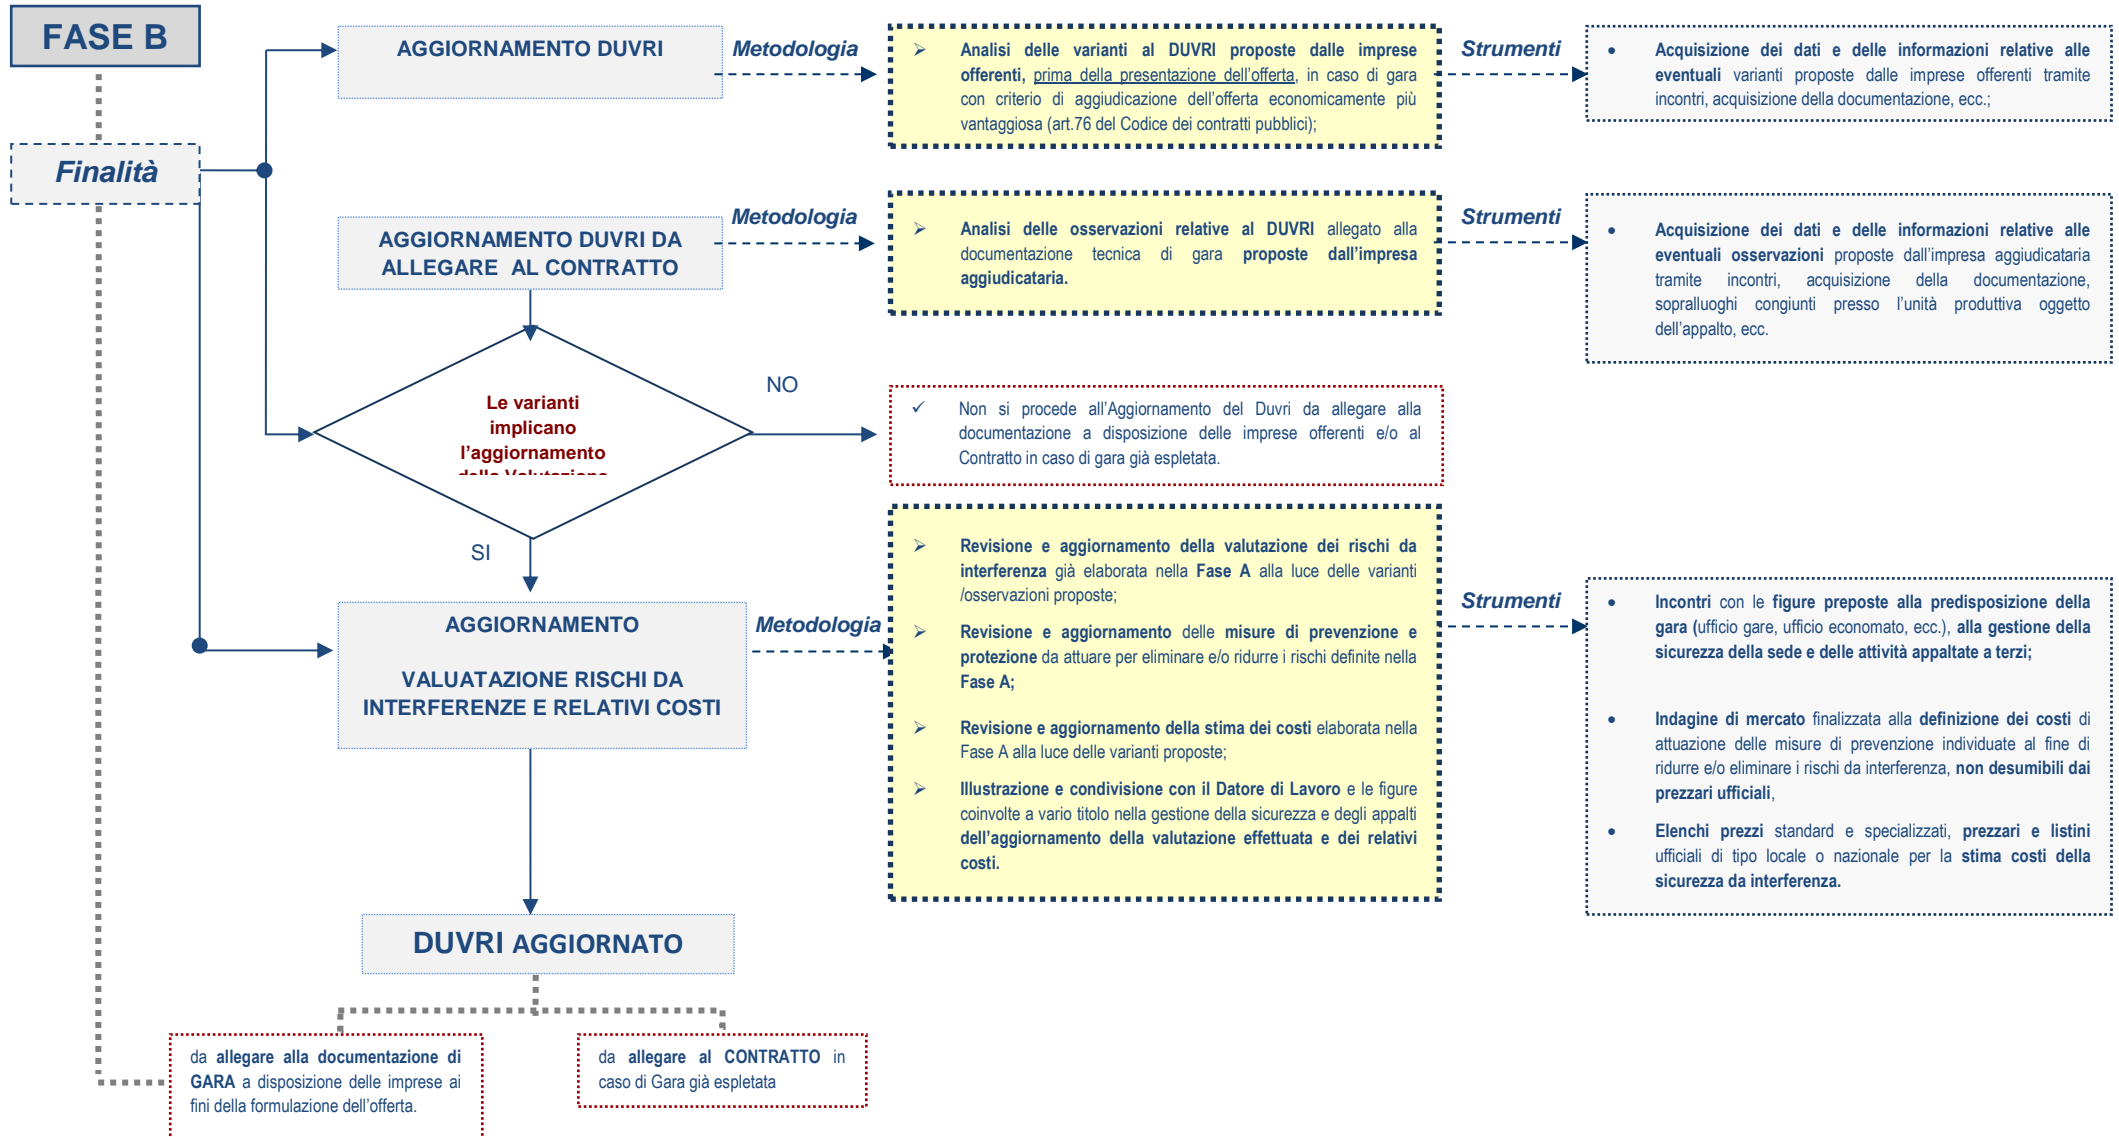 FASE B
Finalità
AGGIORNAMENTO DUVRI
Metodologia
➢ Analisi delle varianti al DUVRI proposte dalle imprese
offerenti, prima della presentazione dell'offerta, in caso di gara
con criterio di aggiudicazione dell'offerta economicamente più
vantaggiosa (art.76 del Codice dei contratti pubblici);
Strumenti
• Acquisizione dei dati e delle informazioni relative alle
eventuali varianti proposte dalle imprese offerenti tramite
incontri, acquisizione della documentazione, ecc.;
AGGIORNAMENTO DUVRI DA
ALLEGARE AL CONTRATTO
Metodologia
➢ Analisi delle osservazioni relative al DUVRI allegato alla
documentazione tecnica di gara proposte dall'impresa
aggiudicataria.
Strumenti
• Acquisizione dei dati e delle informazioni relative alle
eventuali osservazioni proposte dall'impresa aggiudicataria
tramite incontri, acquisizione della documentazione,
sopralluoghi congiunti presso l'unità produttiva oggetto
dell'appalto, ecc.
Le varianti
implicano
l'aggiornamento
della Valutazione
NO
✓ Non si procede all'Aggiornamento del Duvri da allegare alla
documentazione a disposizione delle imprese offerenti e/o al
Contratto in caso di gara già espletata.
SI
AGGIORNAMENTO
VALUATAZIONE RISCHI DA
INTERFERENZE E RELATIVI COSTI
Metodologia
➢ Revisione e aggiornamento della valutazione dei rischi da
interferenza già elaborata nella Fase A alla luce delle varianti
/osservazioni proposte;
➢ Revisione e aggiornamento delle misure di prevenzione e
protezione da attuare per eliminare e/o ridurre i rischi definite nella
Fase A;
➢ Revisione e aggiornamento della stima dei costi elaborata nella
Fase A alla luce delle varianti proposte;
➢ Illustrazione e condivisione con il Datore di Lavoro e le figure
coinvolte a vario titolo nella gestione della sicurezza e degli appalti
dell'aggiornamento della valutazione effettuata e dei relativi
costi.
Strumenti
• Incontri con le figure preposte alla predisposizione della
gara (ufficio gare, ufficio economato, ecc.), alla gestione della
sicurezza della sede e delle attività appaltate a terzi;
• Indagine di mercato finalizzata alla definizione dei costi di
attuazione delle misure di prevenzione individuate al fine di
ridurre e/o eliminare i rischi da interferenza, non desumibili dai
prezzari ufficiali,
• Elenchi prezzi standard e specializzati, prezzari e listini
ufficiali di tipo locale o nazionale per la stima costi della
sicurezza da interferenza.
DUVRI AGGIORNATO
da allegare alla documentazione di
GARA a disposizione delle imprese ai
fini della formulazione dell'offerta.
da allegare al CONTRATTO in
caso di Gara già espletata